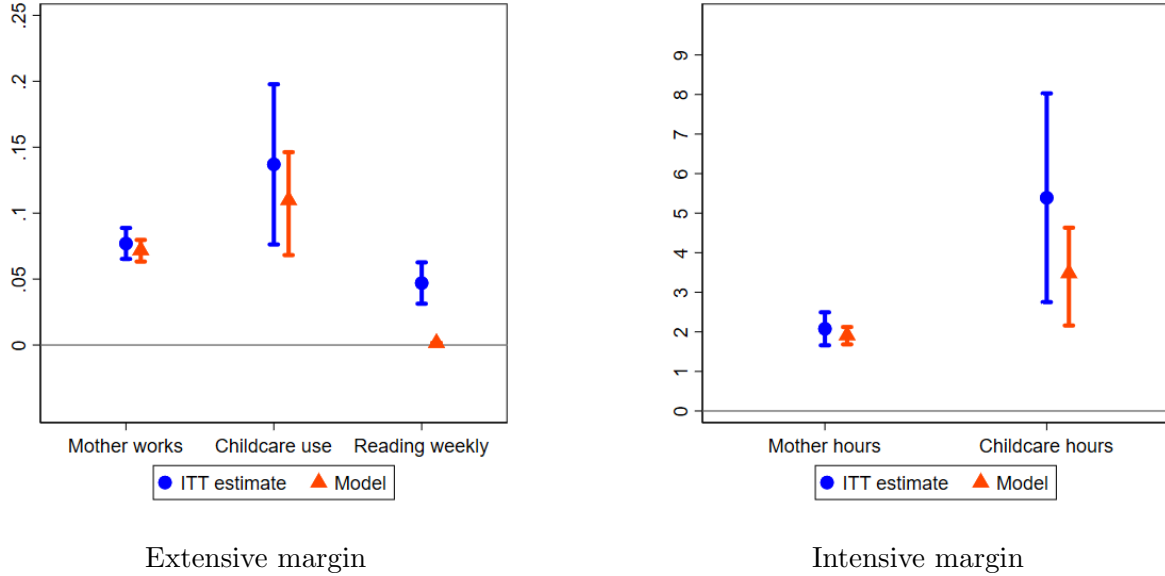 .25
.2
.15
.1
.05
0
Mother works Childcare use Reading weekly
ITT estimate Model
Extensive margin
9
8
7
6
5
4
3
2
1
0
Mother hours Childcare hours
ITT estimate Model
Intensive margin